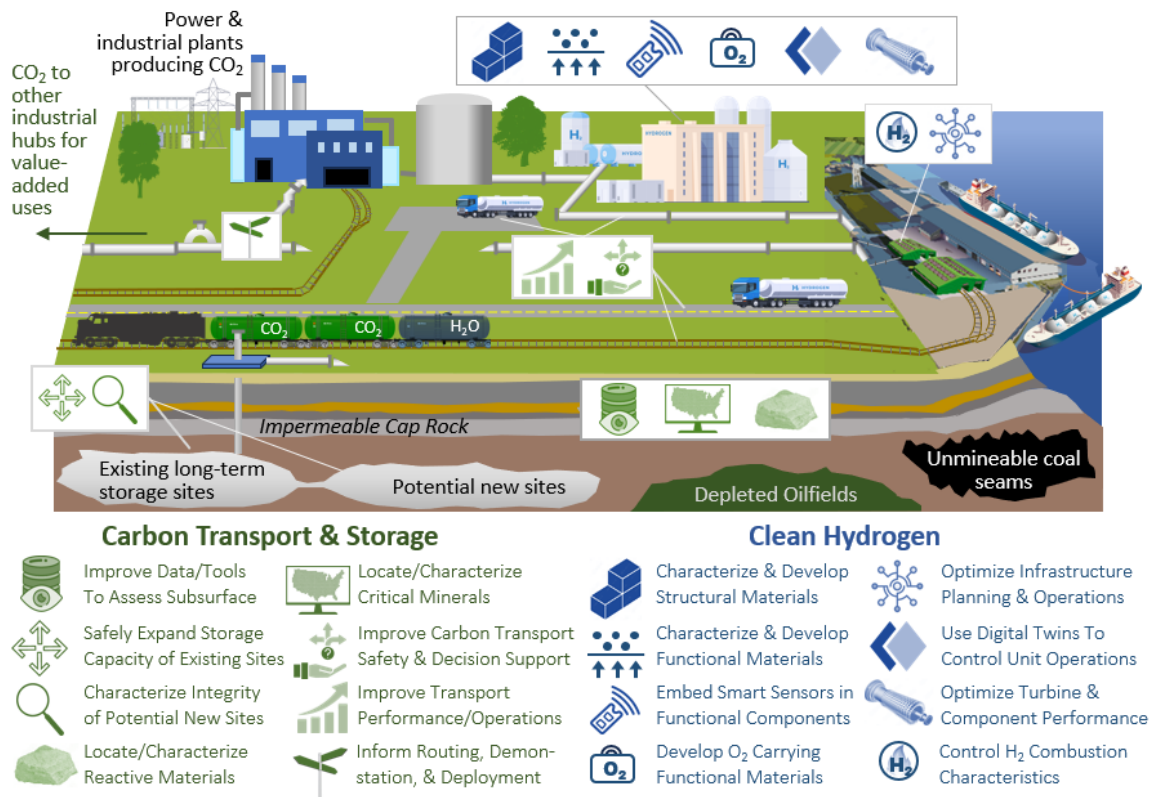 Power &
industrial plants
producing CO2
CO2 to
other
industrial
hubs for
value-
added
uses
O2
H2
H2
HYDROGEN
HYDROGEN
H2
HYDROGEN
HYDROGEN
?
CO2
CO2
H2O
Impermeable Cap Rock
Existing long-term
storage sites
Potential new sites
Depleted Oilfields
Unmineable coal
seams
Carbon Transport & Storage
Improve Data/Tools
To Assess Subsurface
Safely Expand Storage
Capacity of Existing Sites
Characterize Integrity
of Potential New Sites
Locate/Characterize
Reactive Materials
Locate/Characterize
Critical Minerals
?
Improve Carbon Transport
Safety & Decision Support
Improve Transport
Performance/Operations
Inform Routing, Demon-
stration, & Deployment
Clean Hydrogen
Characterize & Develop
Structural Materials
Characterize & Develop
Functional Materials
Embed Smart Sensors in
Functional Components
O2
Develop O2 Carrying
Functional Materials
Optimize Infrastructure
Planning & Operations
Use Digital Twins To
Control Unit Operations
Optimize Turbine &
Component Performance
H2
Control H2 Combustion
Characteristics